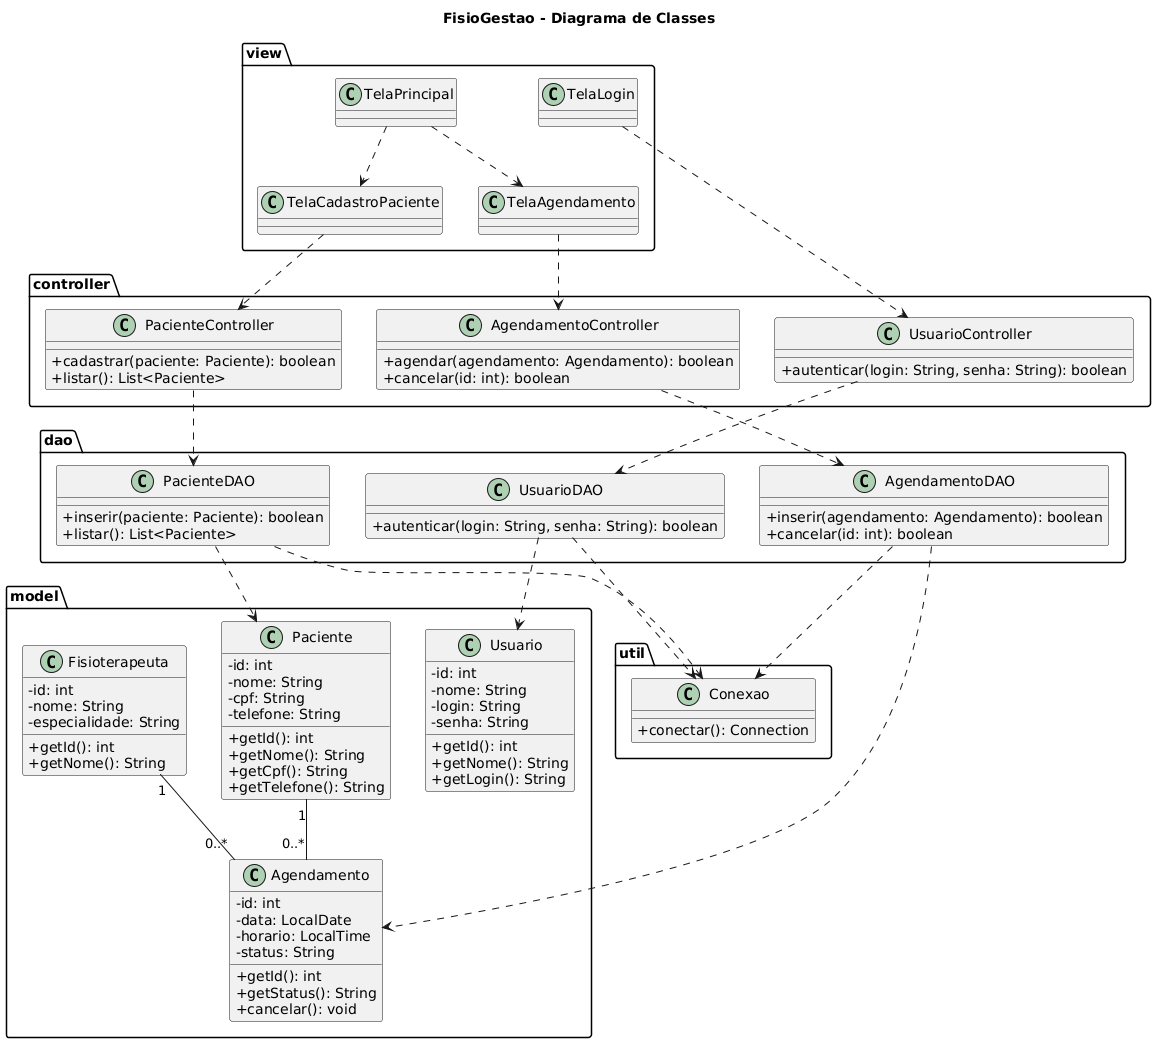 FisioGestao - Diagrama de Classes
view
C TelaPrincipal
C TelaLogin
C TelaCadastroPaciente
C TelaAgendamento
controller
C PacienteController
+cadastrar(paciente: Paciente): boolean
+listar(): List<Paciente>
C AgendamentoController
+agendar(agendamento: Agendamento): boolean
+cancelar(id: int): boolean
C UsuarioController
+autenticar(login: String, senha: String): boolean
dao
C PacienteDAO
+inserir(paciente: Paciente): boolean
+listar(): List<Paciente>
C UsuarioDAO
+autenticar(login: String, senha: String): boolean
C AgendamentoDAO
+inserir(agendamento: Agendamento): boolean
+cancelar(id: int): boolean
model
C Fisioterapeuta
-id: int
-nome: String
-especialidade: String
+getId(): int
+getNome(): String
C Paciente
-id: int
-nome: String
-cpf: String
-telefone: String
+getId(): int
+getNome(): String
+getCpf(): String
+getTelefone(): String
C Usuario
-id: int
-nome: String
-login: String
-senha: String
+getId(): int
+getNome(): String
+getLogin(): String
util
C Conexao
+conectar(): Connection
1
0..*
1
0..*
C Agendamento
-id: int
-data: LocalDate
-horario: LocalTime
-status: String
+getId(): int
+getStatus(): String
+cancelar(): void